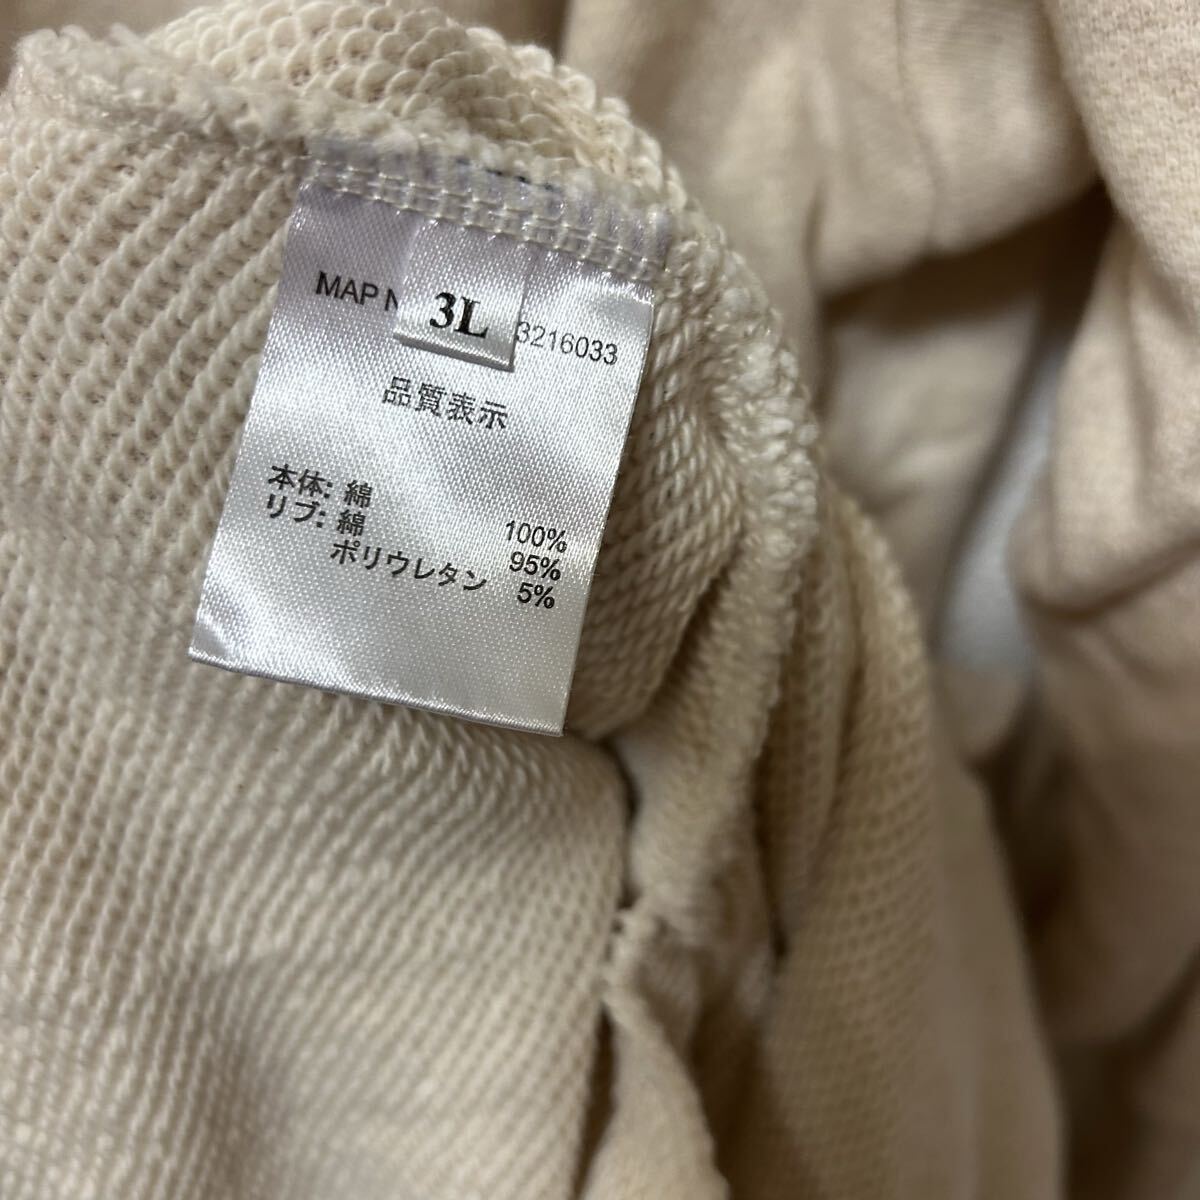 MAP N
3L
3216033
品質表示
本体: 綿 100%
リブ: 綿 95%
ポリウレタン 5%